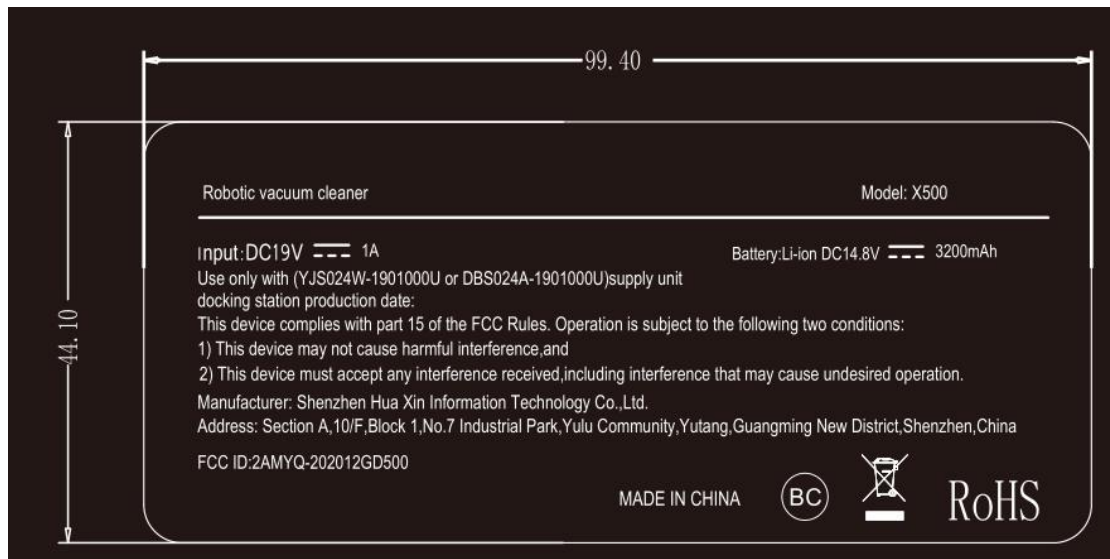 99.40
44.10
Robotic vacuum cleaner Model: X500
Input:DC19V 1A Battery:Li-ion DC14.8V 3200mAh
Use only with (YJS024W-1901000U or DBS024A-1901000U)supply unit
docking station production date:
This device complies with part 15 of the FCC Rules. Operation is subject to the following two conditions:
1) This device may not cause harmful interference,and
2) This device must accept any interference received,including interference that may cause undesired operation.
Manufacturer: Shenzhen Hua Xin Information Technology Co.,Ltd.
Address: Section A,10/F,Block 1,No.7 Industrial Park,Yulu Community,Yutang,Guangming New District,Shenzhen,China
FCC ID:2AMYQ-202012GD500
MADE IN CHINA BC RoHS